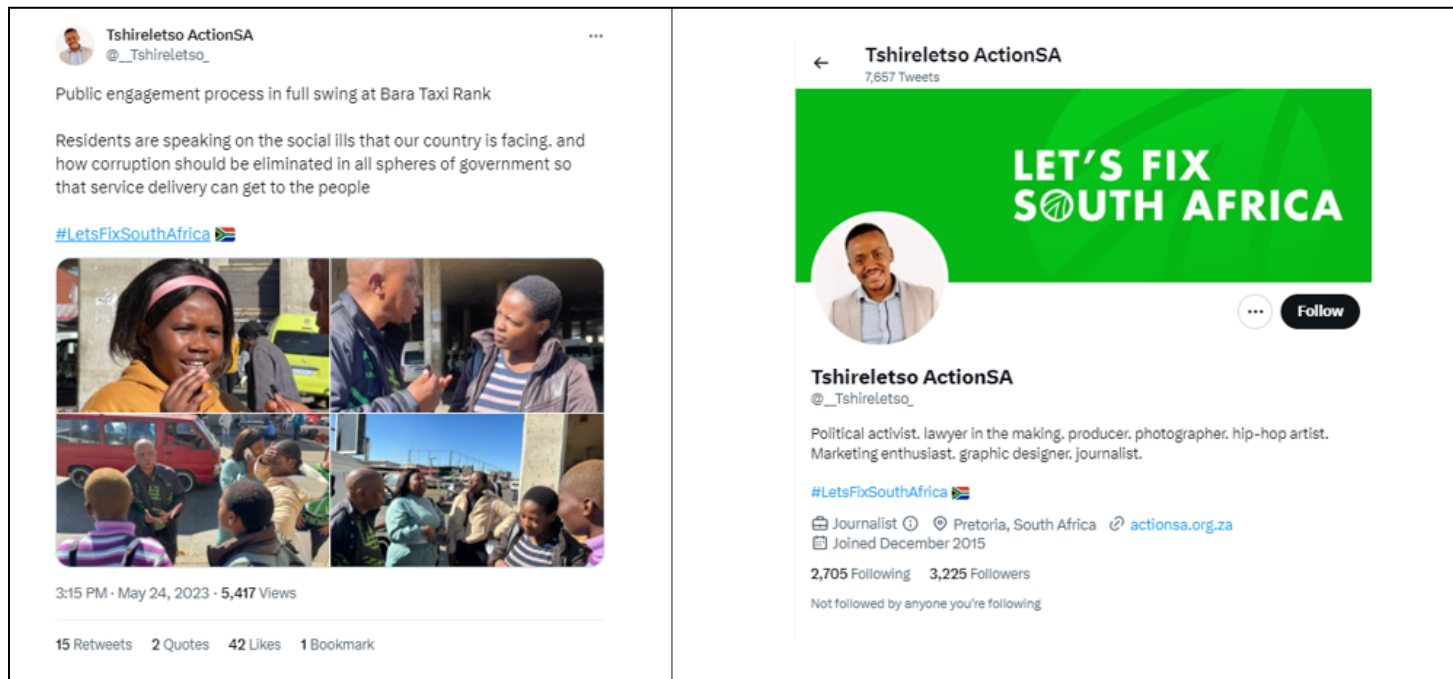 Tshireletso ActionSA
@__Tshireletso_
Public engagement process in full swing at Bara Taxi Rank
Residents are speaking on the social ills that our country is facing. and
how corruption should be eliminated in all spheres of government so
that service delivery can get to the people
#LetsFixSouthAfrica 🇿🇦
3:15 PM · May 24, 2023 · 5,417 Views
15 Retweets 2 Quotes 42 Likes 1 Bookmark
Tshireletso ActionSA
7,657 Tweets
LET'S FIX
SOUTH AFRICA
Follow
Tshireletso ActionSA
@__Tshireletso_
Political activist. lawyer in the making. producer. photographer. hip-hop artist.
Marketing enthusiast. graphic designer. journalist.
#LetsFixSouthAfrica 🇿🇦
Journalist Pretoria, South Africa actionsa.org.za
Joined December 2015
2,705 Following 3,225 Followers
Not followed by anyone you're following